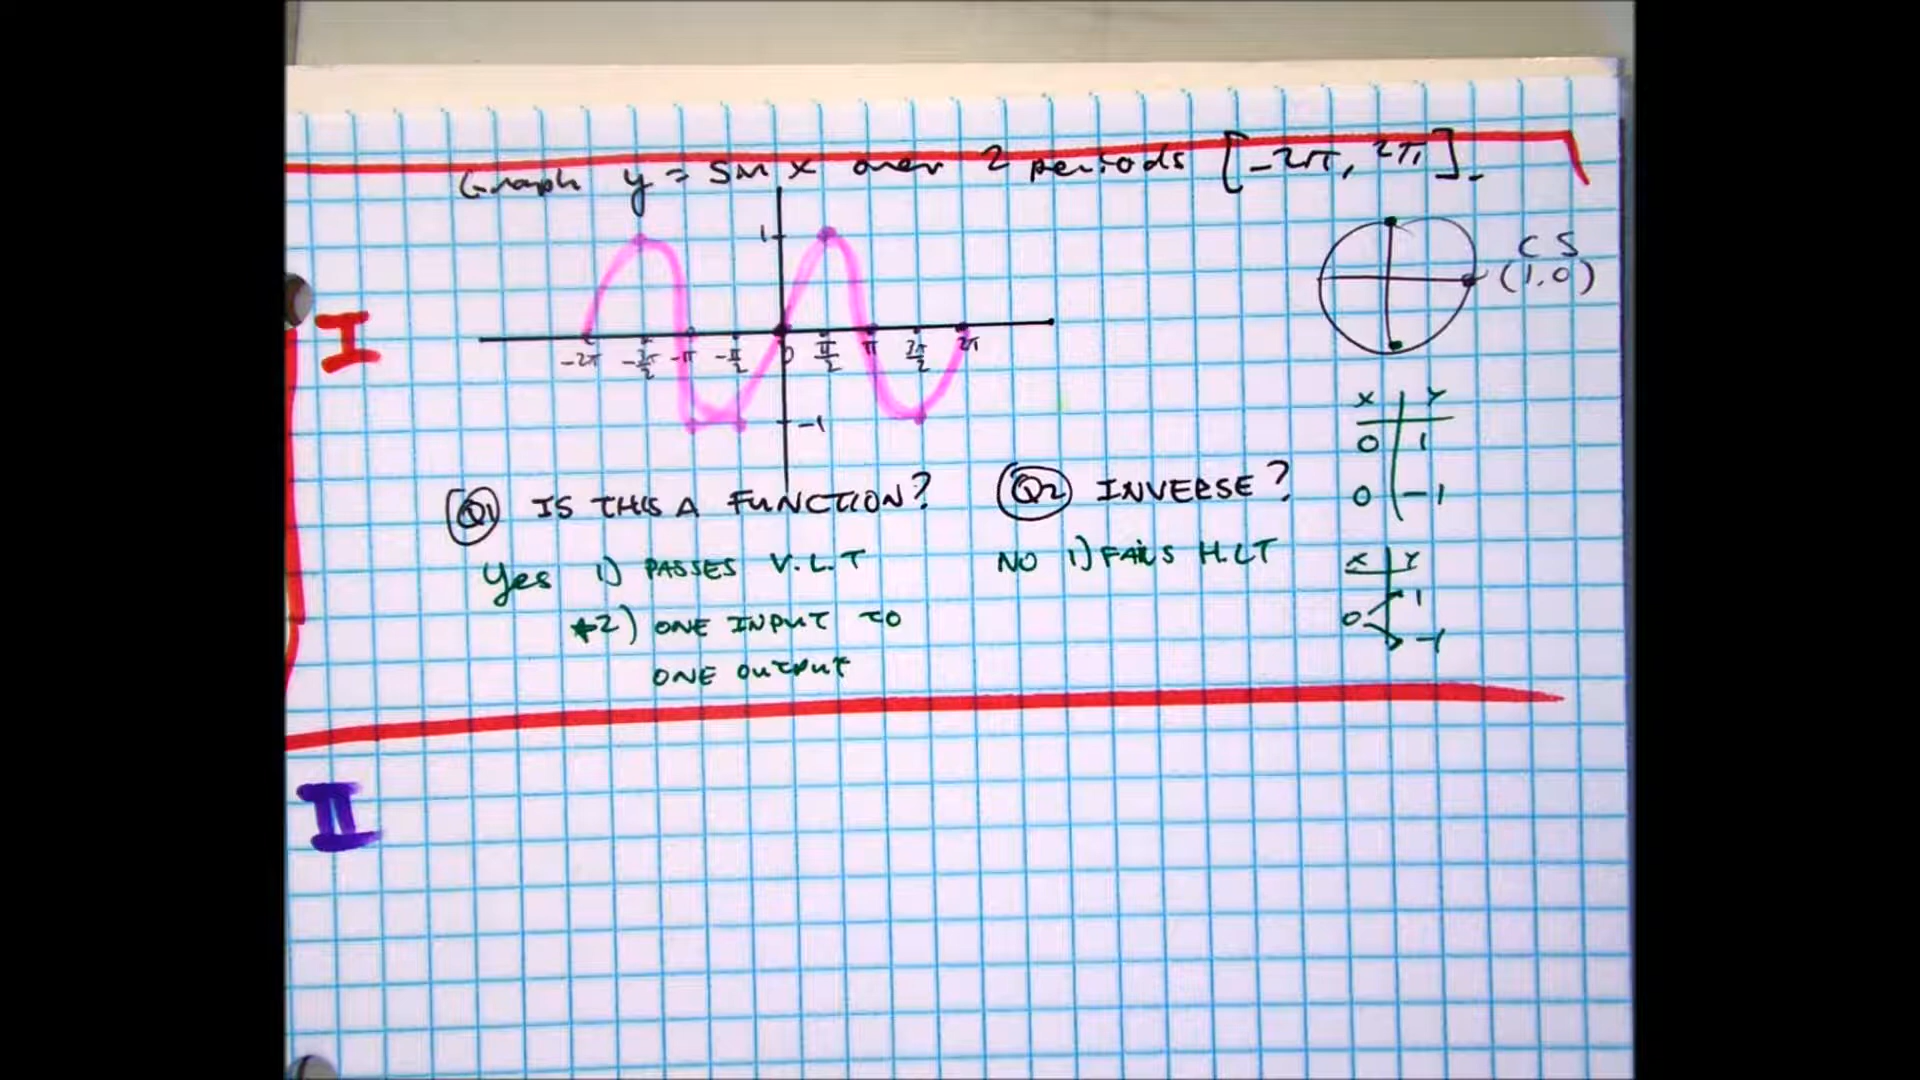 Graph y = sin x over 2 periods [-2π, 2π].
1
C S
(1,0)
I
-2π -3π/2 -π -π/2 0 π/2 π 3π/2 2π
-1
x | y
0 | 1
0 | -1
Q1 IS THIS A FUNCTION?
Q2 INVERSE?
Yes 1) PASSES V.L.T
*2) ONE INPUT TO
ONE OUTPUT
NO 1) FAILS H.LT
x | y
0 1
-1
II